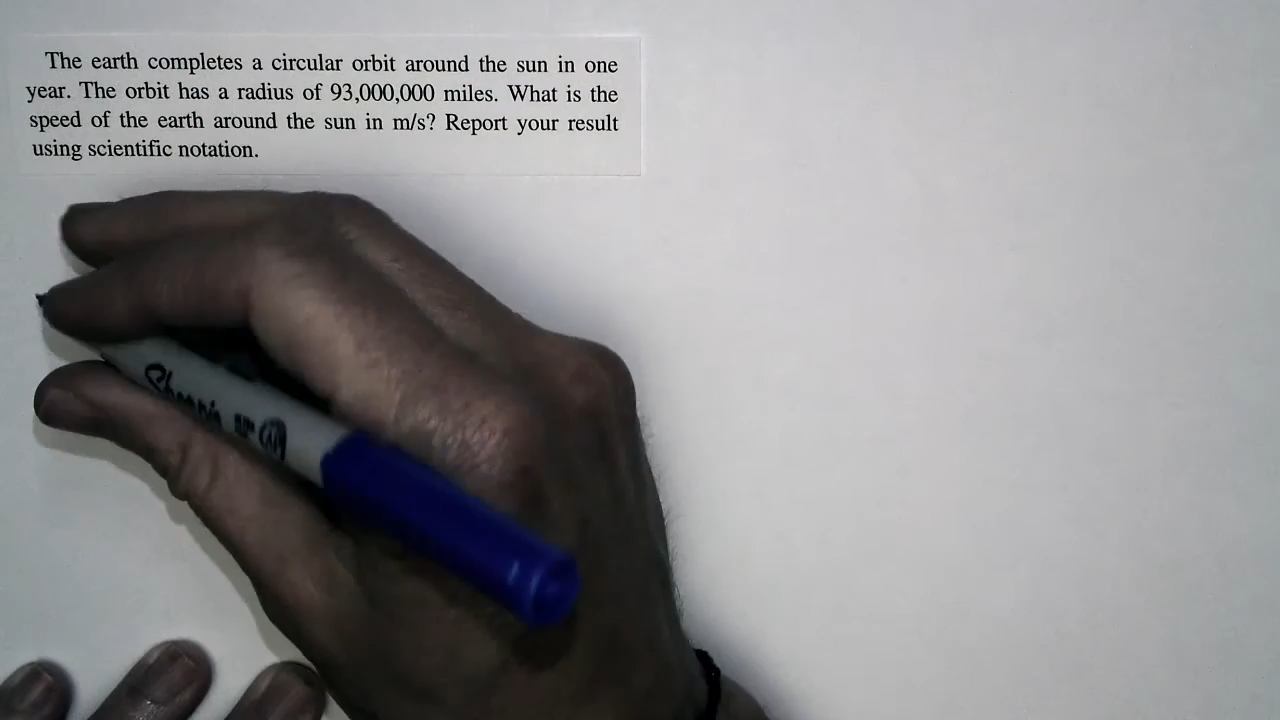 The earth completes a circular orbit around the sun in one
year. The orbit has a radius of 93,000,000 miles. What is the
speed of the earth around the sun in m/s? Report your result
using scientific notation.